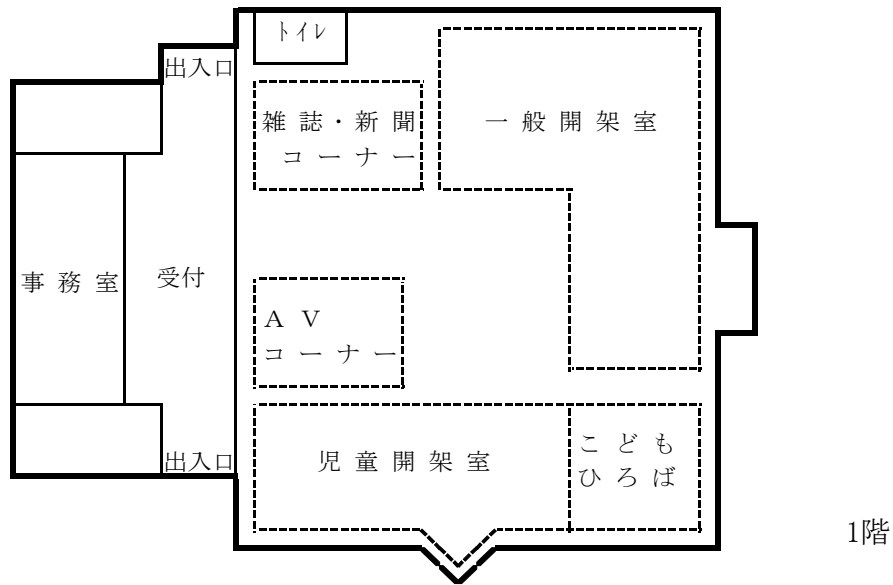 トイレ
出入口
雑誌・新聞
コーナー
一般開架室
事務室
受付
AV
コーナー
出入口
児童開架室
こども
ひろば
1階